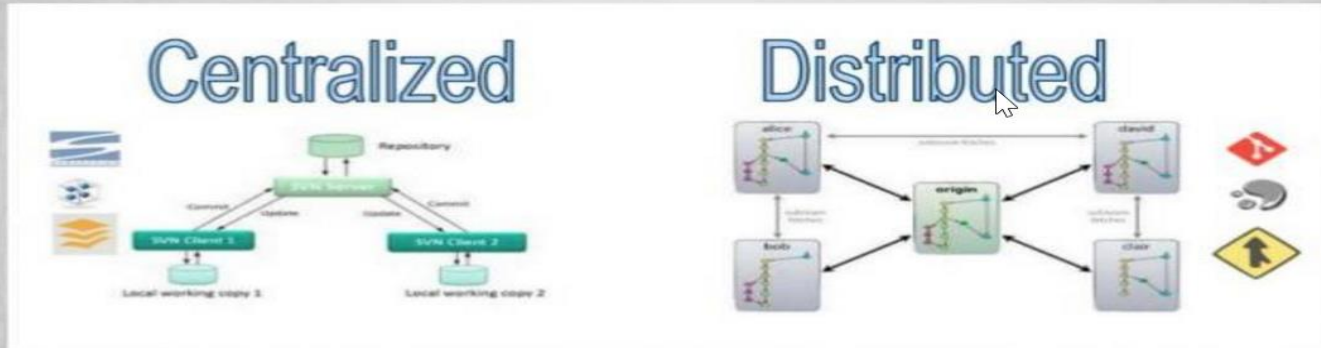 Centralized
Repository
SVN Server
Commit
Update
Update
Commit
SVN Client 1
SVN Client 2
Local working copy 1
Local working copy 2
Distributed
alice
david
origin
bob
clair